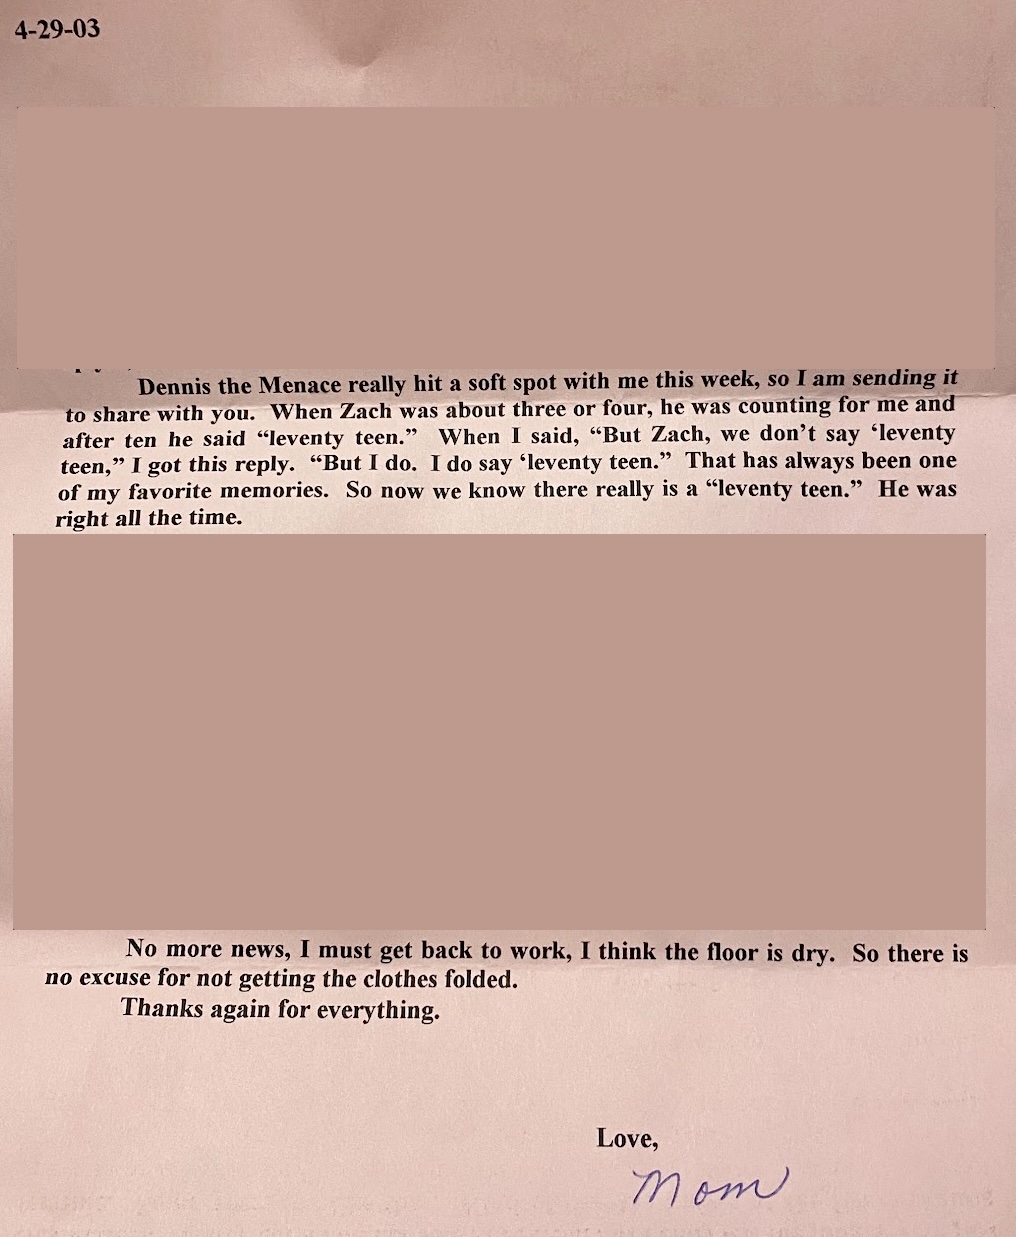 4-29-03
Dennis the Menace really hit a soft spot with me this week, so I am sending it
to share with you. When Zach was about three or four, he was counting for me and
after ten he said “leventy teen.” When I said, “But Zach, we don’t say ‘leventy
teen,” I got this reply. “But I do. I do say ‘leventy teen.” That has always been one
of my favorite memories. So now we know there really is a “leventy teen.” He was
right all the time.
No more news, I must get back to work, I think the floor is dry. So there is
no excuse for not getting the clothes folded.
Thanks again for everything.
Love,
Mom